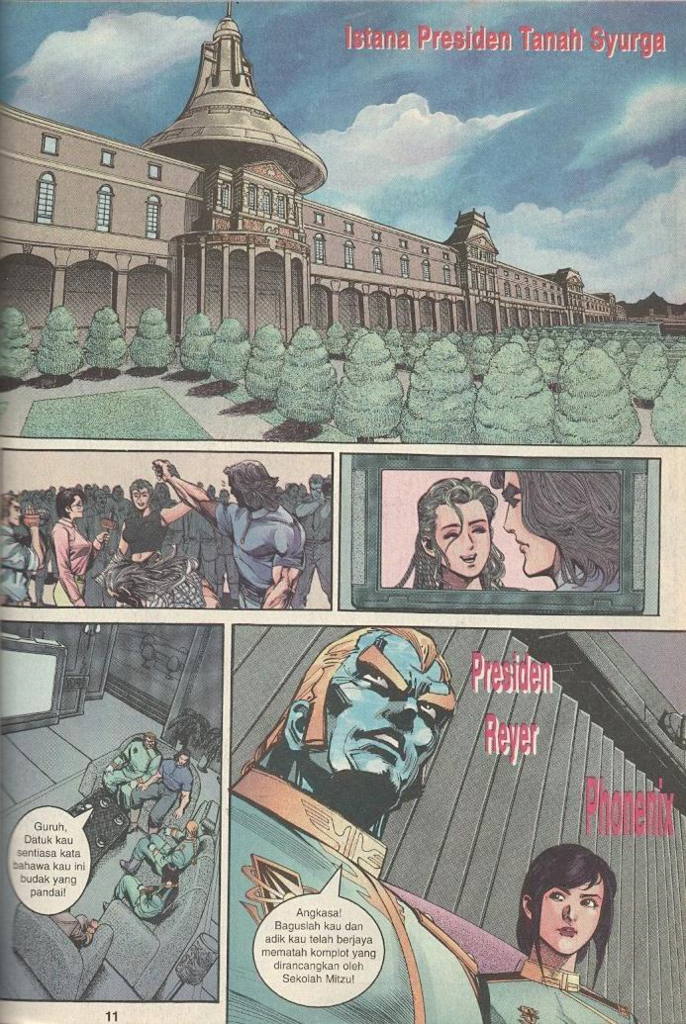 Istana Presiden Tanah Syurga
Guruh,
Datuk kau
sentiasa kata
bahawa kau ini
budak yang
pandai!
Presiden
Reyer
Phonenix
Angkasa!
Baguslah kau dan
adik kau telah berjaya
mematah komplot yang
dirancangkan oleh
Sekolah Mitzu!
11